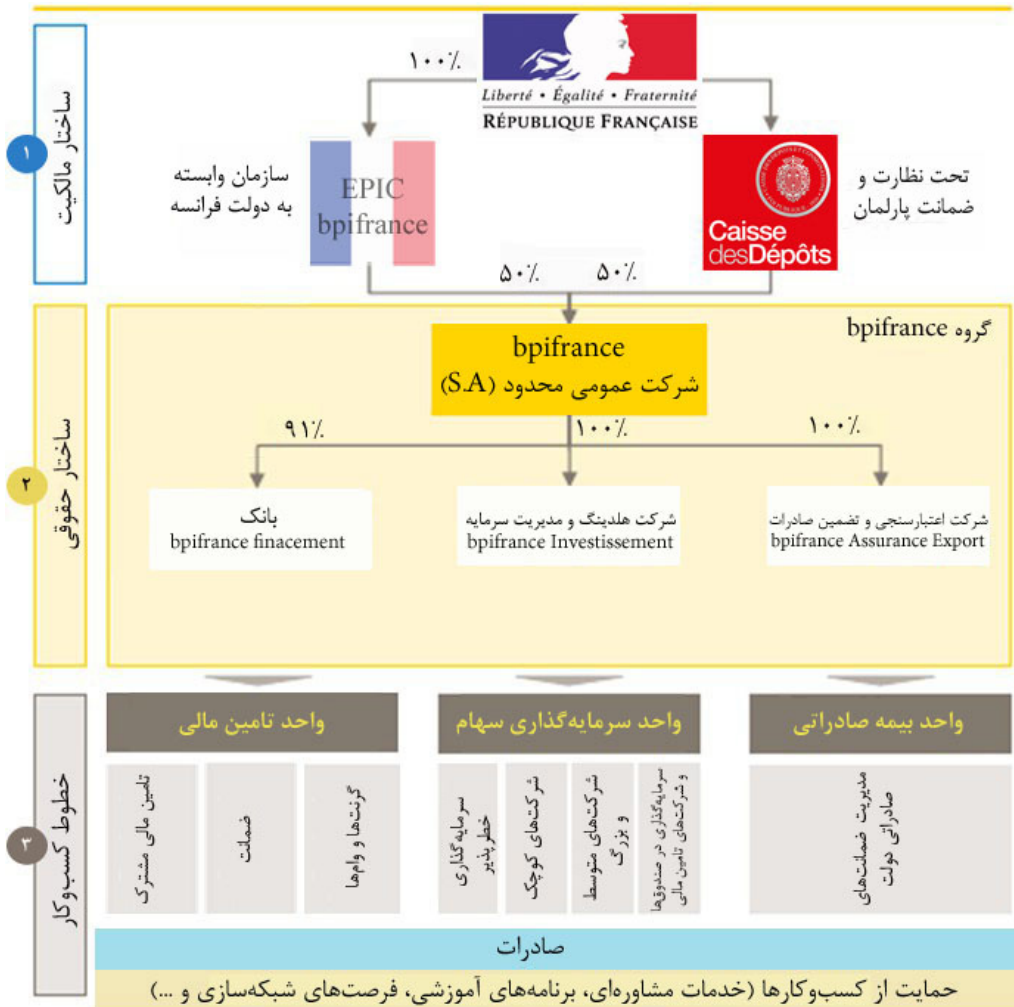 Liberté • Égalité • Fraternité
RÉPUBLIQUE FRANÇAISE
۱۰۰٪
ساختار مالکیت
۱
تحت نظارت و
ضمانت پارلمان
Caisse
desDépôts
EPIC
bpifrance
سازمان وابسته
به دولت فرانسه
۵۰٪
۵۰٪
ساختار حقوقی
۲
گروه bpifrance
bpifrance
شرکت عمومی محدود (S.A)
۱۰۰٪
۱۰۰٪
۹۱٪
شرکت اعتبارسنجی و تضمین صادرات
bpifrance Assurance Export
شرکت هلدینگ و مدیریت سرمایه
bpifrance Investissement
بانک
bpifrance finacement
خطوط کسب‌وکار
۳
واحد بیمه صادراتی
مدیریت ضمانت‌های
صادراتی دولت
واحد سرمایه‌گذاری سهام
سرمایه‌گذاری در صندوق‌ها
و شرکت‌های تامین مالی
شرکت‌های متوسط
و بزرگ
شرکت‌های کوچک
سرمایه‌گذاری
خطرپذیر
واحد تامین مالی
گرنت‌ها و وام‌ها
ضمانت
تامین مالی مشترک
صادرات
حمایت از کسب‌وکارها (خدمات مشاوره‌ای، برنامه‌های آموزشی، فرصت‌های شبکه‌سازی و ...)